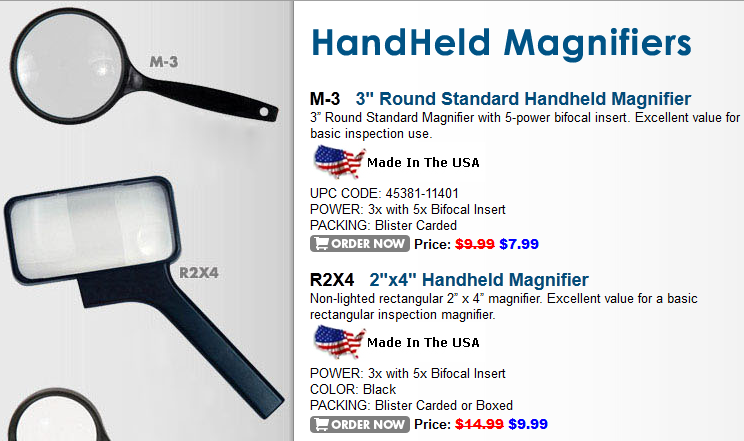 HandHeld Magnifiers
M-3
M-3 3" Round Standard Handheld Magnifier
3” Round Standard Magnifier with 5-power bifocal insert. Excellent value for
basic inspection use.
Made In The USA
UPC CODE: 45381-11401
POWER: 3x with 5x Bifocal Insert
PACKING: Blister Carded
ORDER NOW Price: $9.99 $7.99
R2X4
R2X4 2"x4" Handheld Magnifier
Non-lighted rectangular 2” x 4” magnifier. Excellent value for a basic
rectangular inspection magnifier.
Made In The USA
POWER: 3x with 5x Bifocal Insert
COLOR: Black
PACKING: Blister Carded or Boxed
ORDER NOW Price: $14.99 $9.99